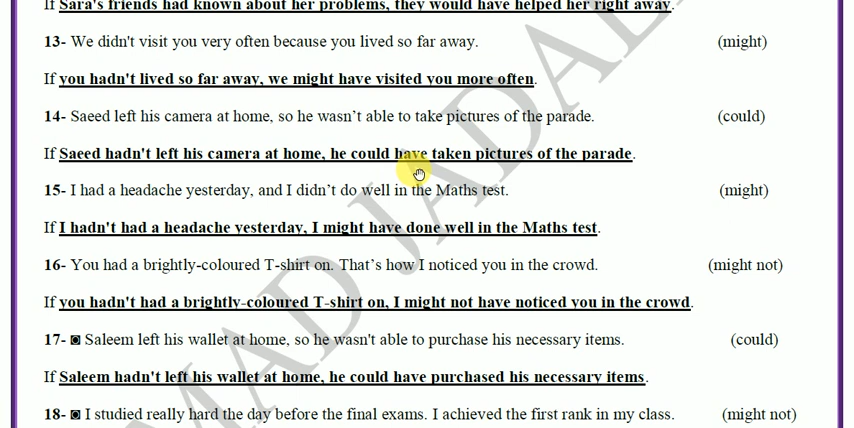 If Sara's friends had known about her problems, they would have helped her right away.
13- We didn't visit you very often because you lived so far away. (might)
If you hadn't lived so far away, we might have visited you more often.
14- Saeed left his camera at home, so he wasn’t able to take pictures of the parade. (could)
If Saeed hadn't left his camera at home, he could have taken pictures of the parade.
15- I had a headache yesterday, and I didn’t do well in the Maths test. (might)
If I hadn't had a headache yesterday, I might have done well in the Maths test.
16- You had a brightly-coloured T-shirt on. That’s how I noticed you in the crowd. (might not)
If you hadn't had a brightly-coloured T-shirt on, I might not have noticed you in the crowd.
17- ◙ Saleem left his wallet at home, so he wasn't able to purchase his necessary items. (could)
If Saleem hadn't left his wallet at home, he could have purchased his necessary items.
18- ◙ I studied really hard the day before the final exams. I achieved the first rank in my class. (might not)